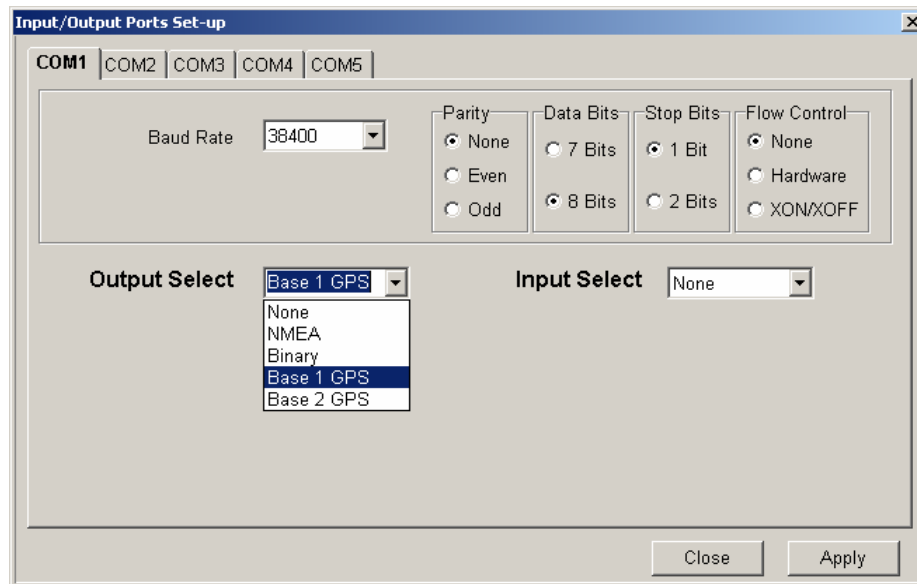 Input/Output Ports Set-up
COM1 COM2 COM3 COM4 COM5
Baud Rate 38400
Parity
None
Even
Odd
Data Bits
7 Bits
8 Bits
Stop Bits
1 Bit
2 Bits
Flow Control
None
Hardware
XON/XOFF
Output Select Base 1 GPS
None
NMEA
Binary
Base 1 GPS
Base 2 GPS
Input Select None
Close Apply